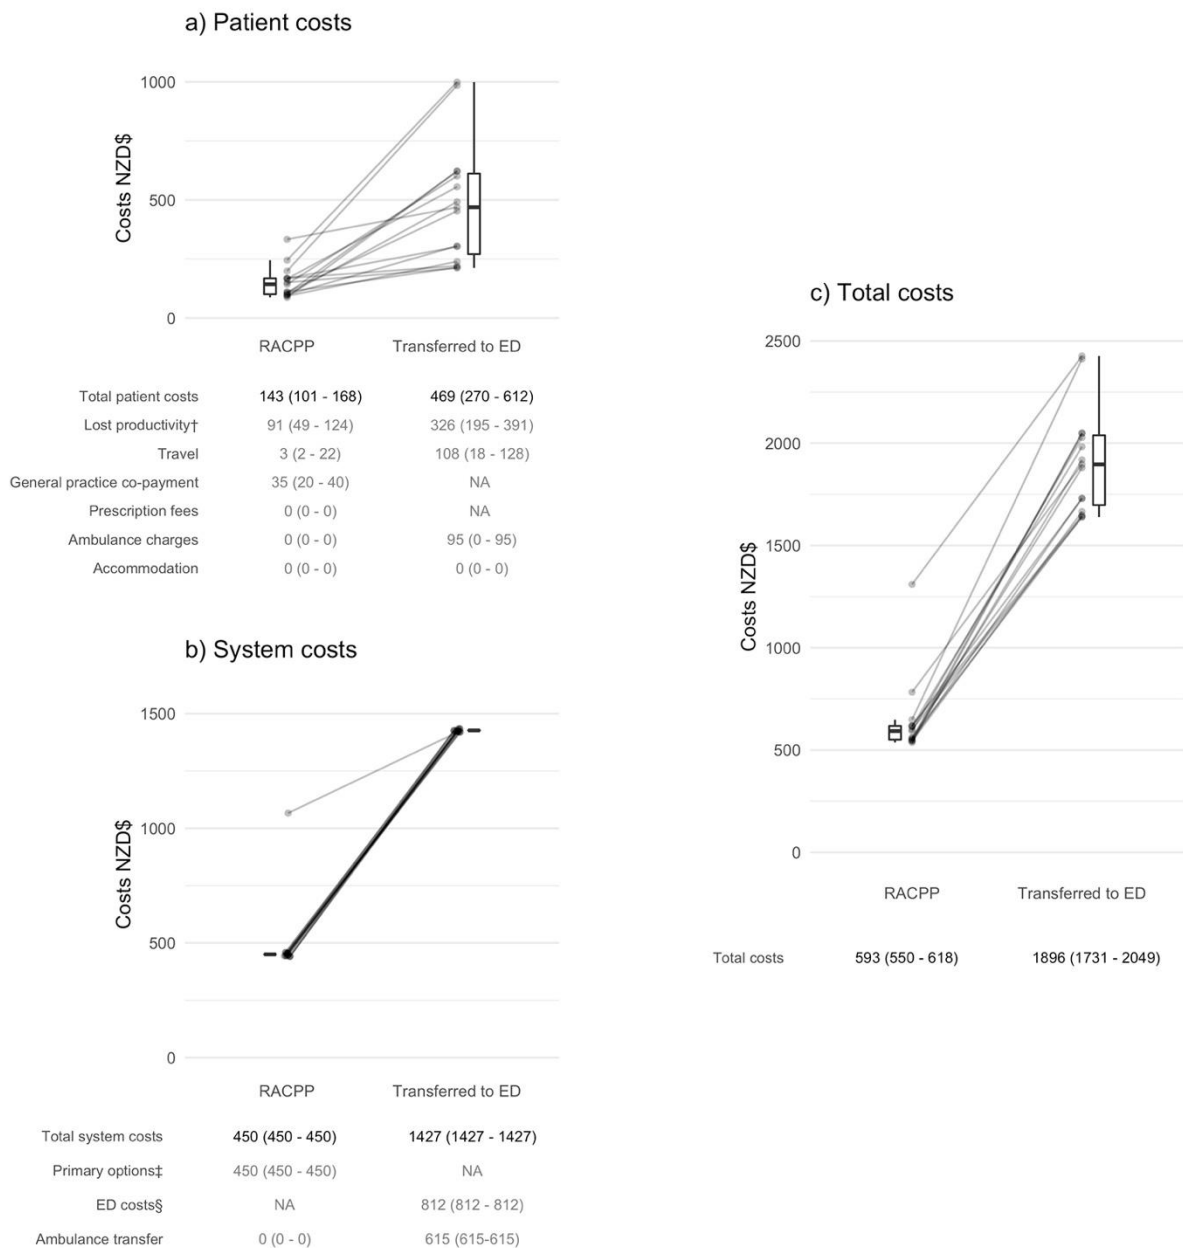 a) Patient costs
Costs NZD$
1000
500
0
RACPP Transferred to ED
Total patient costs 143 (101 - 168) 469 (270 - 612)
Lost productivity† 91 (49 - 124) 326 (195 - 391)
Travel 3 (2 - 22) 108 (18 - 128)
General practice co-payment 35 (20 - 40) NA
Prescription fees 0 (0 - 0) NA
Ambulance charges 0 (0 - 0) 95 (0 - 95)
Accommodation 0 (0 - 0) 0 (0 - 0)
b) System costs
Costs NZD$
1500
1000
500
0
RACPP Transferred to ED
Total system costs 450 (450 - 450) 1427 (1427 - 1427)
Primary options‡ 450 (450 - 450) NA
ED costs§ NA 812 (812 - 812)
Ambulance transfer 0 (0 - 0) 615 (615-615)
c) Total costs
Costs NZD$
2500
2000
1500
1000
500
0
RACPP Transferred to ED
Total costs 593 (550 - 618) 1896 (1731 - 2049)